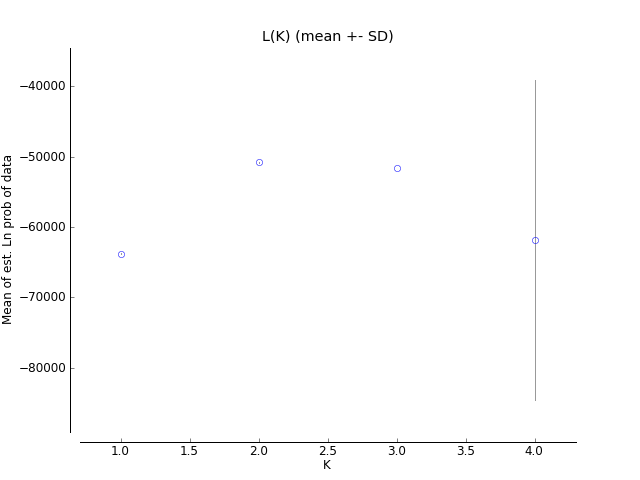 L(K) (mean +- SD)
Mean of est. Ln prob of data
−40000
−50000
−60000
−70000
−80000
1.0 1.5 2.0 2.5 3.0 3.5 4.0
K